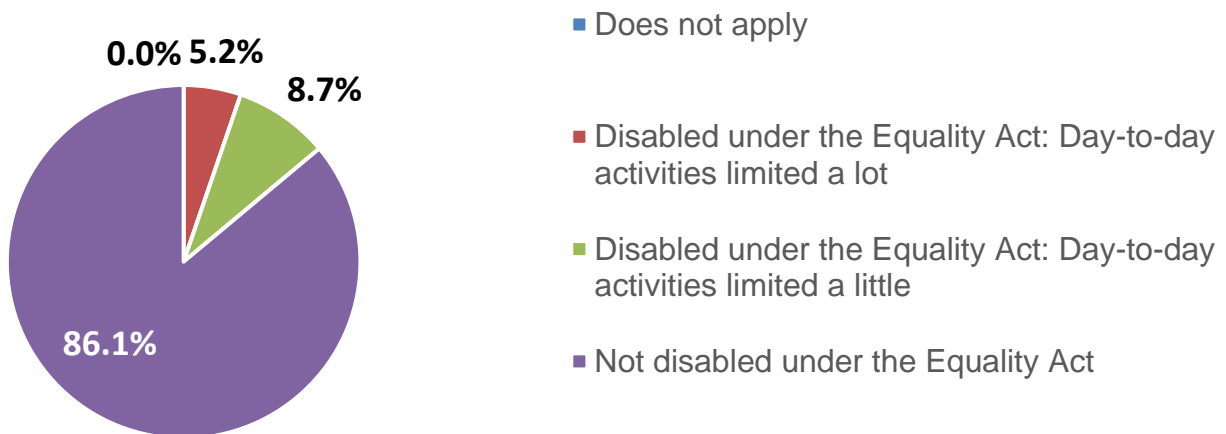 0.0% 5.2%
8.7%
86.1%
Does not apply
Disabled under the Equality Act: Day-to-day
activities limited a lot
Disabled under the Equality Act: Day-to-day
activities limited a little
Not disabled under the Equality Act